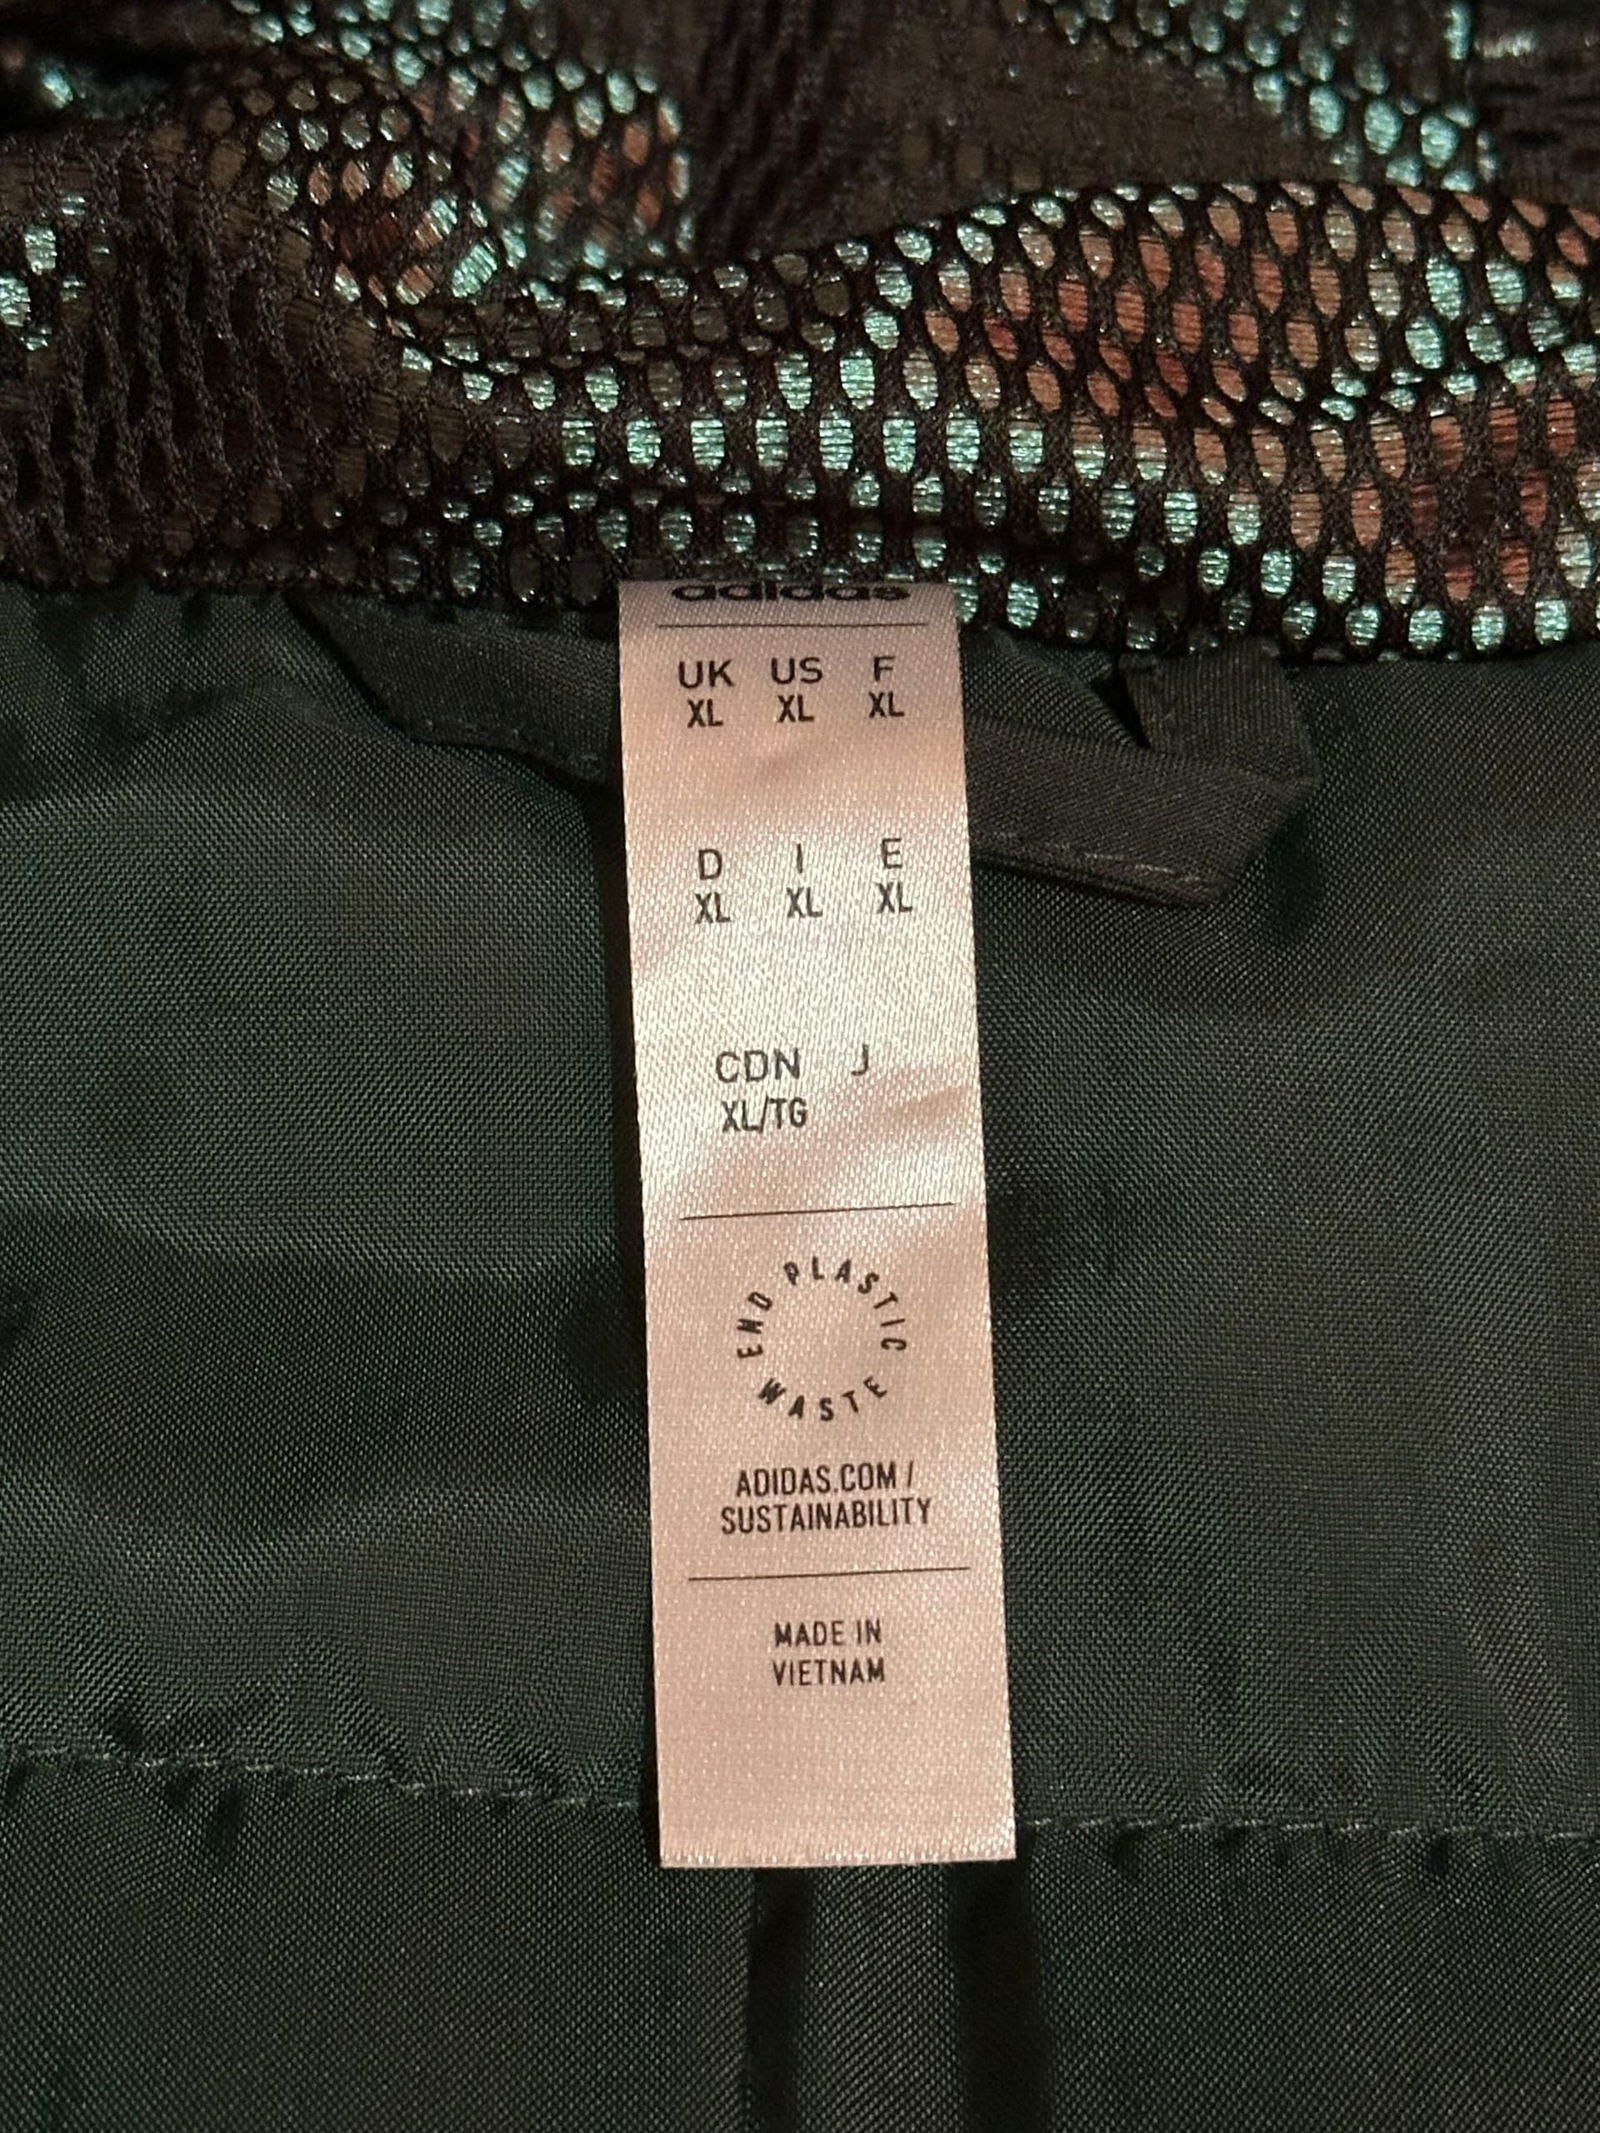 adidas
UK US F
XL XL XL
D I E
XL XL XL
CDN J
XL/TG
END PLASTIC WASTE
ADIDAS.COM /
SUSTAINABILITY
MADE IN
VIETNAM